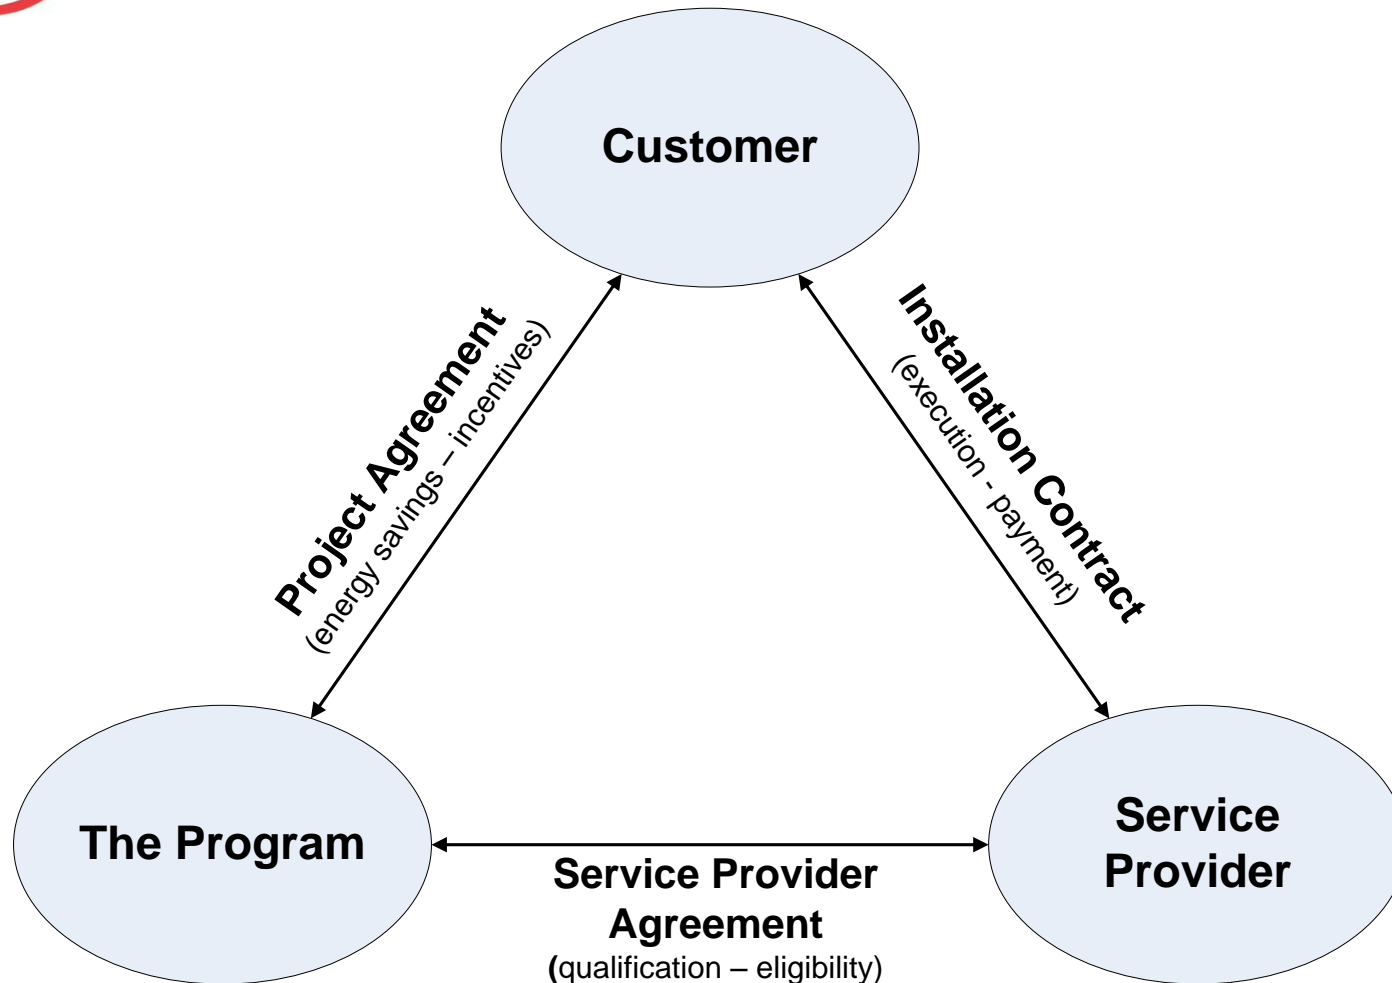 Customer
Project Agreement
(energy savings – incentives)
Installation Contract
(execution - payment)
The Program
Service
Provider
Service Provider
Agreement
(qualification – eligibility)